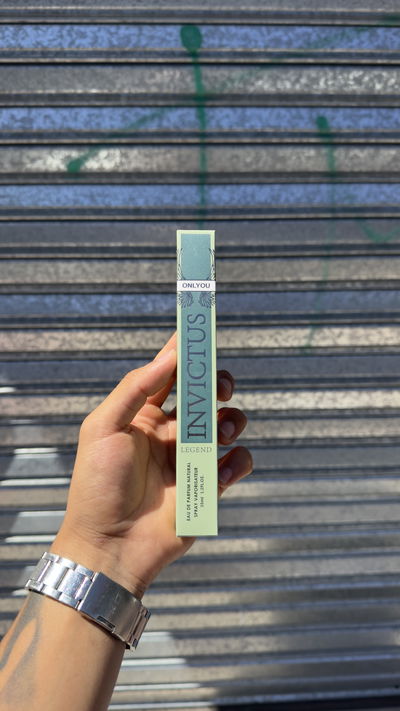 ONLYOU
INVICTUS
LEGEND
EAU DE PARFUM NATURAL
SPRAY VAPORISATEUR